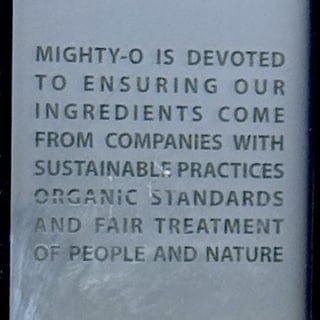 MIGHTY-O IS DEVOTED
TO ENSURING OUR
INGREDIENTS COME
FROM COMPANIES WITH
SUSTAINABLE PRACTICES
ORGANIC STANDARDS
AND FAIR TREATMENT
OF PEOPLE AND NATURE